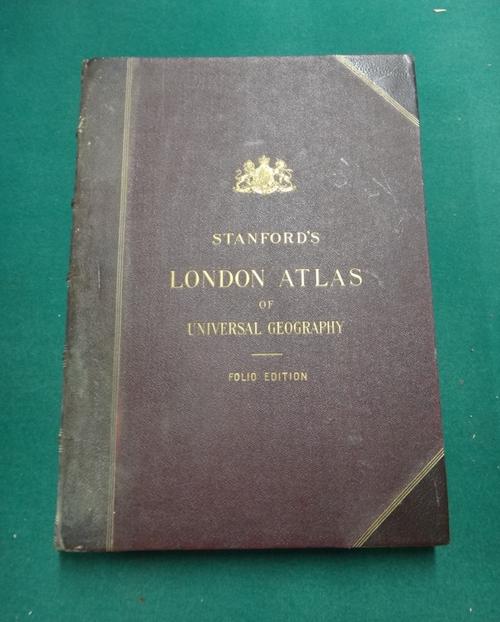 STANFORD'S
LONDON ATLAS
OF
UNIVERSAL GEOGRAPHY
FOLIO EDITION